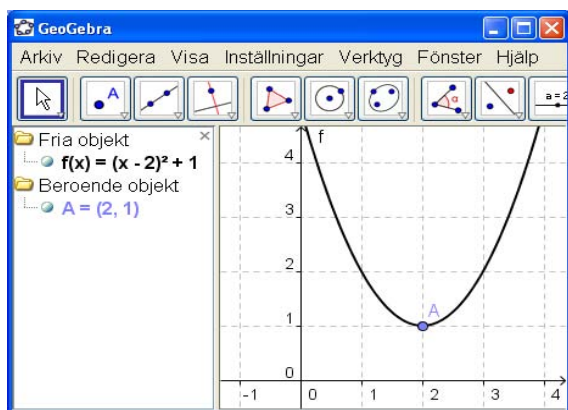 GeoGebra
Arkiv Redigera Visa Inställningar Verktyg Fönster Hjälp
A
α
a = 2
Fria objekt
f(x) = (x - 2)² + 1
Beroende objekt
A = (2, 1)
f
4
3
2
1
0
A
-1 0 1 2 3 4